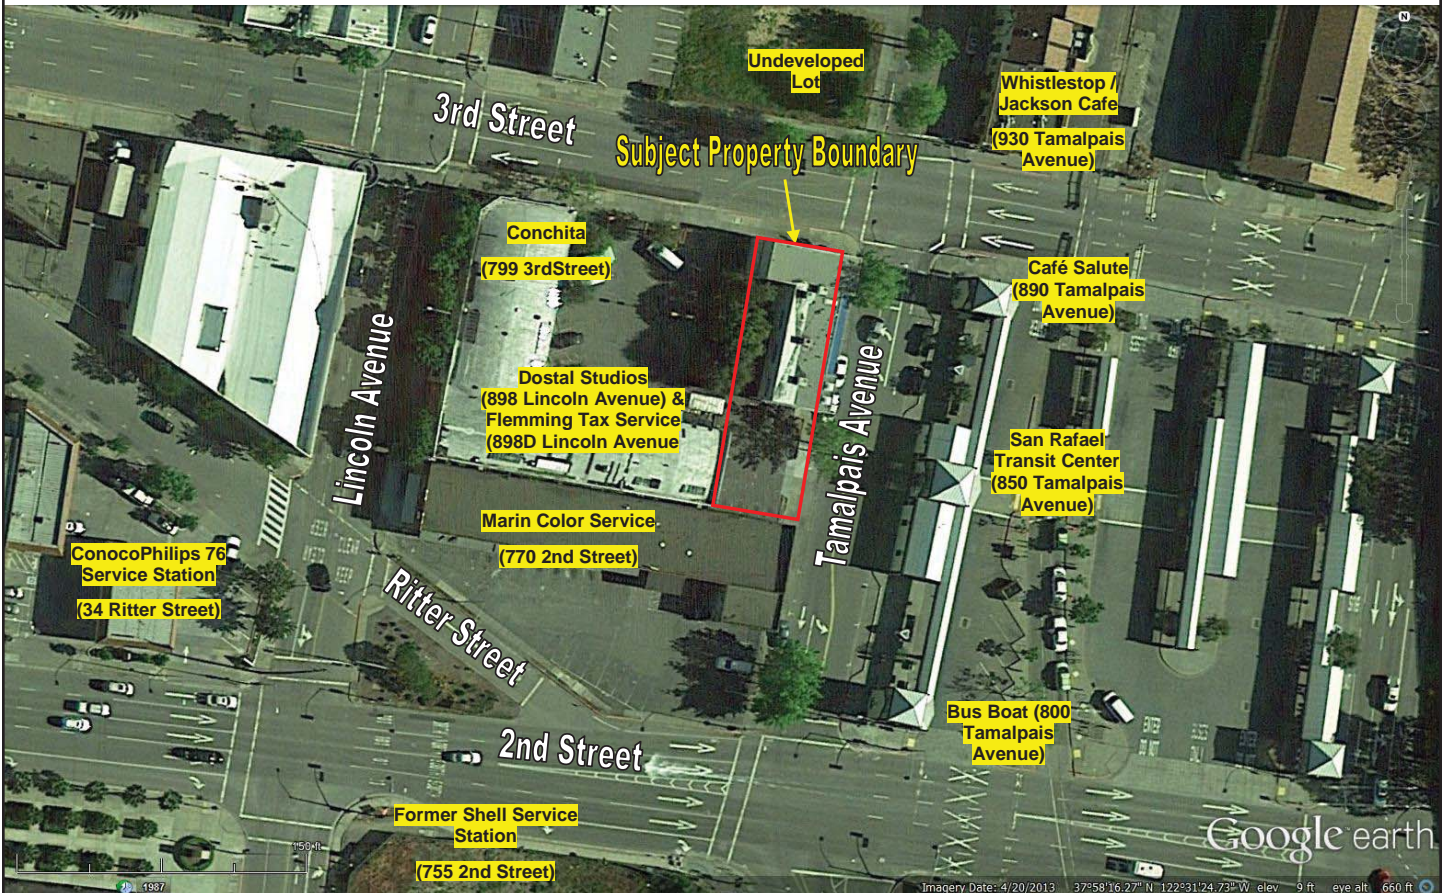 N
Undeveloped
Lot
Whistlestop /
Jackson Cafe
(930 Tamalpais
Avenue)
3rd Street
Subject Property Boundary
Conchita
(799 3rdStreet)
Café Salute
(890 Tamalpais
Avenue)
Lincoln Avenue
Dostal Studios
(898 Lincoln Avenue) &
Flemming Tax Service
(898D Lincoln Avenue
Tamalpais Avenue
San Rafael
Transit Center
(850 Tamalpais
Avenue)
Marin Color Service
(770 2nd Street)
ConocoPhilips 76
Service Station
(34 Ritter Street)
Ritter Street
KEEP
CLEAR
Bus Boat (800
Tamalpais
Avenue)
ENTER
DO NOT
2nd Street
Former Shell Service
Station
(755 2nd Street)
150 ft
Google earth
1987
Imagery Date: 4/20/2013 37°58'16.27" N 122°31'24.73" W elev 9 ft eye alt 660 ft